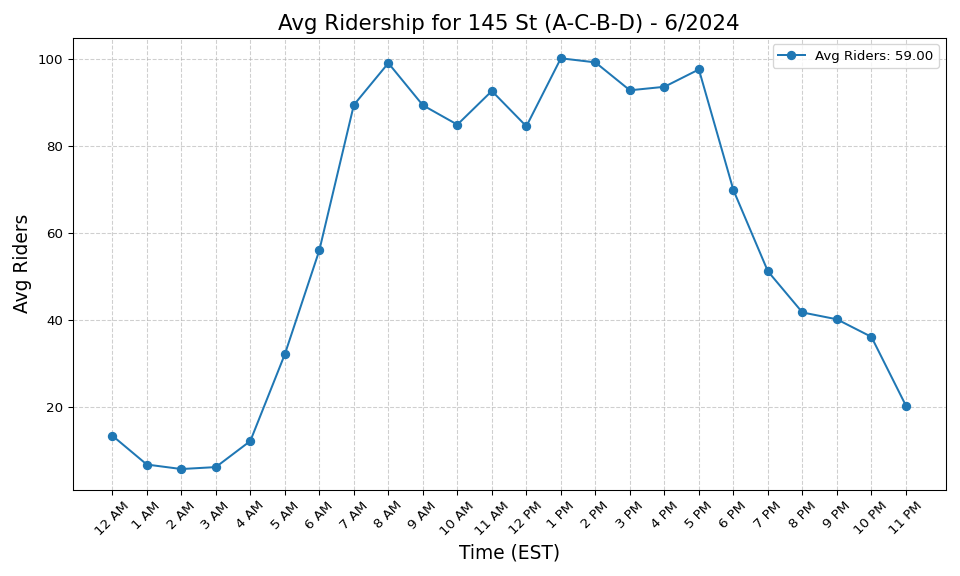 Avg Ridership for 145 St (A-C-B-D) - 6/2024
Avg Riders: 59.00
Avg Riders
100
80
60
40
20
12 AM
1 AM
2 AM
3 AM
4 AM
5 AM
6 AM
7 AM
8 AM
9 AM
10 AM
11 AM
12 PM
1 PM
2 PM
3 PM
4 PM
5 PM
6 PM
7 PM
8 PM
9 PM
10 PM
11 PM
Time (EST)